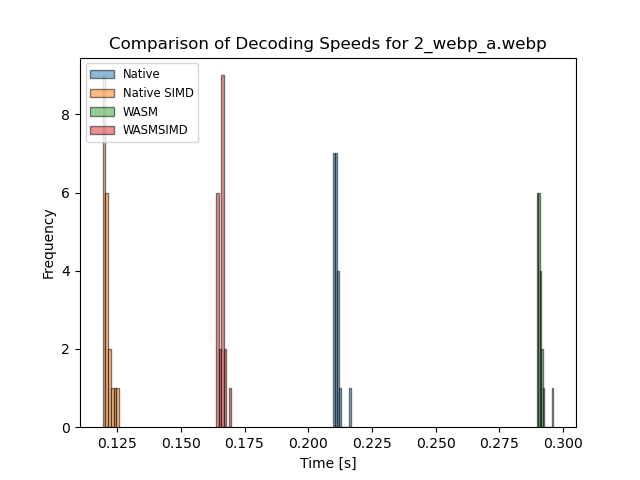 Comparison of Decoding Speeds for 2_webp_a.webp
Native
Native SIMD
WASM
WASMSIMD
8
6
4
2
0
Frequency
0.125 0.150 0.175 0.200 0.225 0.250 0.275 0.300
Time [s]